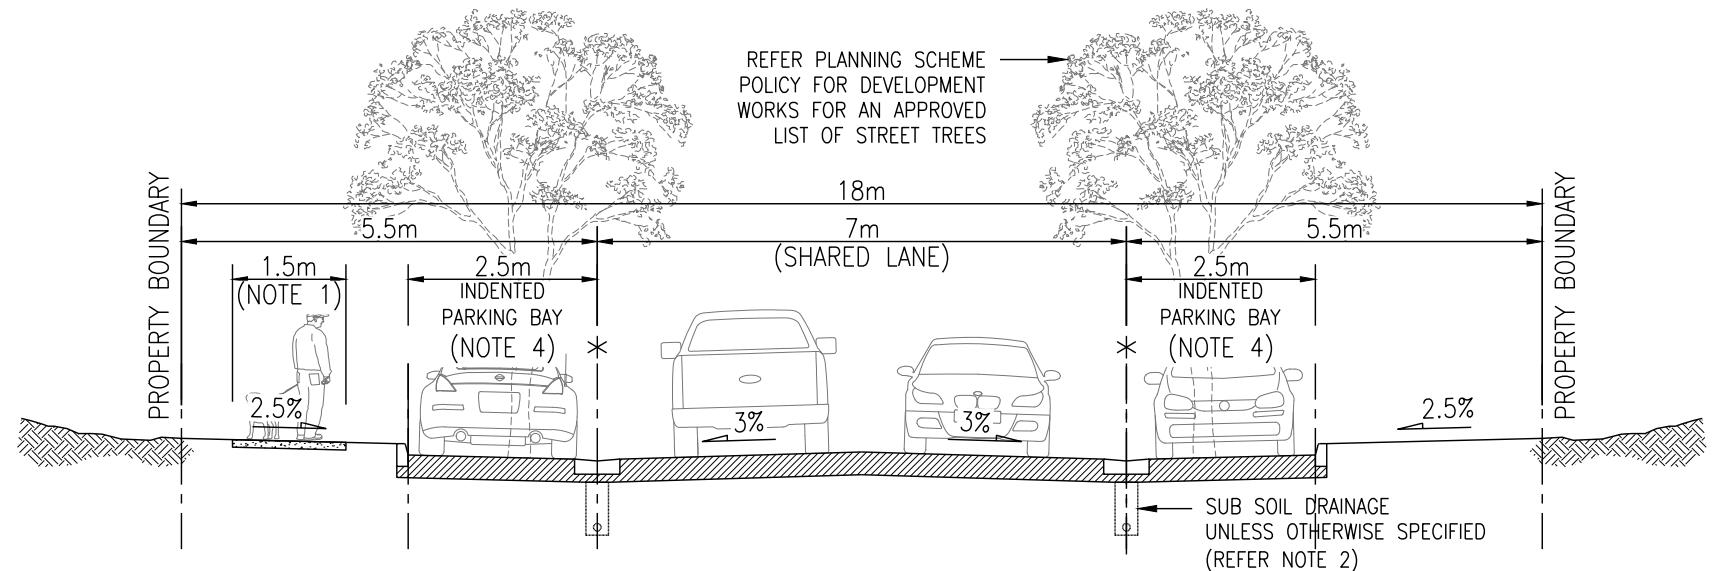 REFER PLANNING SCHEME
POLICY FOR DEVELOPMENT
WORKS FOR AN APPROVED
LIST OF STREET TREES
PROPERTY BOUNDARY
18m
5.5m
7m
(SHARED LANE)
5.5m
1.5m
(NOTE 1)
2.5m
INDENTED
PARKING BAY
(NOTE 4)
2.5m
INDENTED
PARKING BAY
(NOTE 4)
PROPERTY BOUNDARY
2.5%
3%
3%
2.5%
SUB SOIL DRAINAGE
UNLESS OTHERWISE SPECIFIED
(REFER NOTE 2)